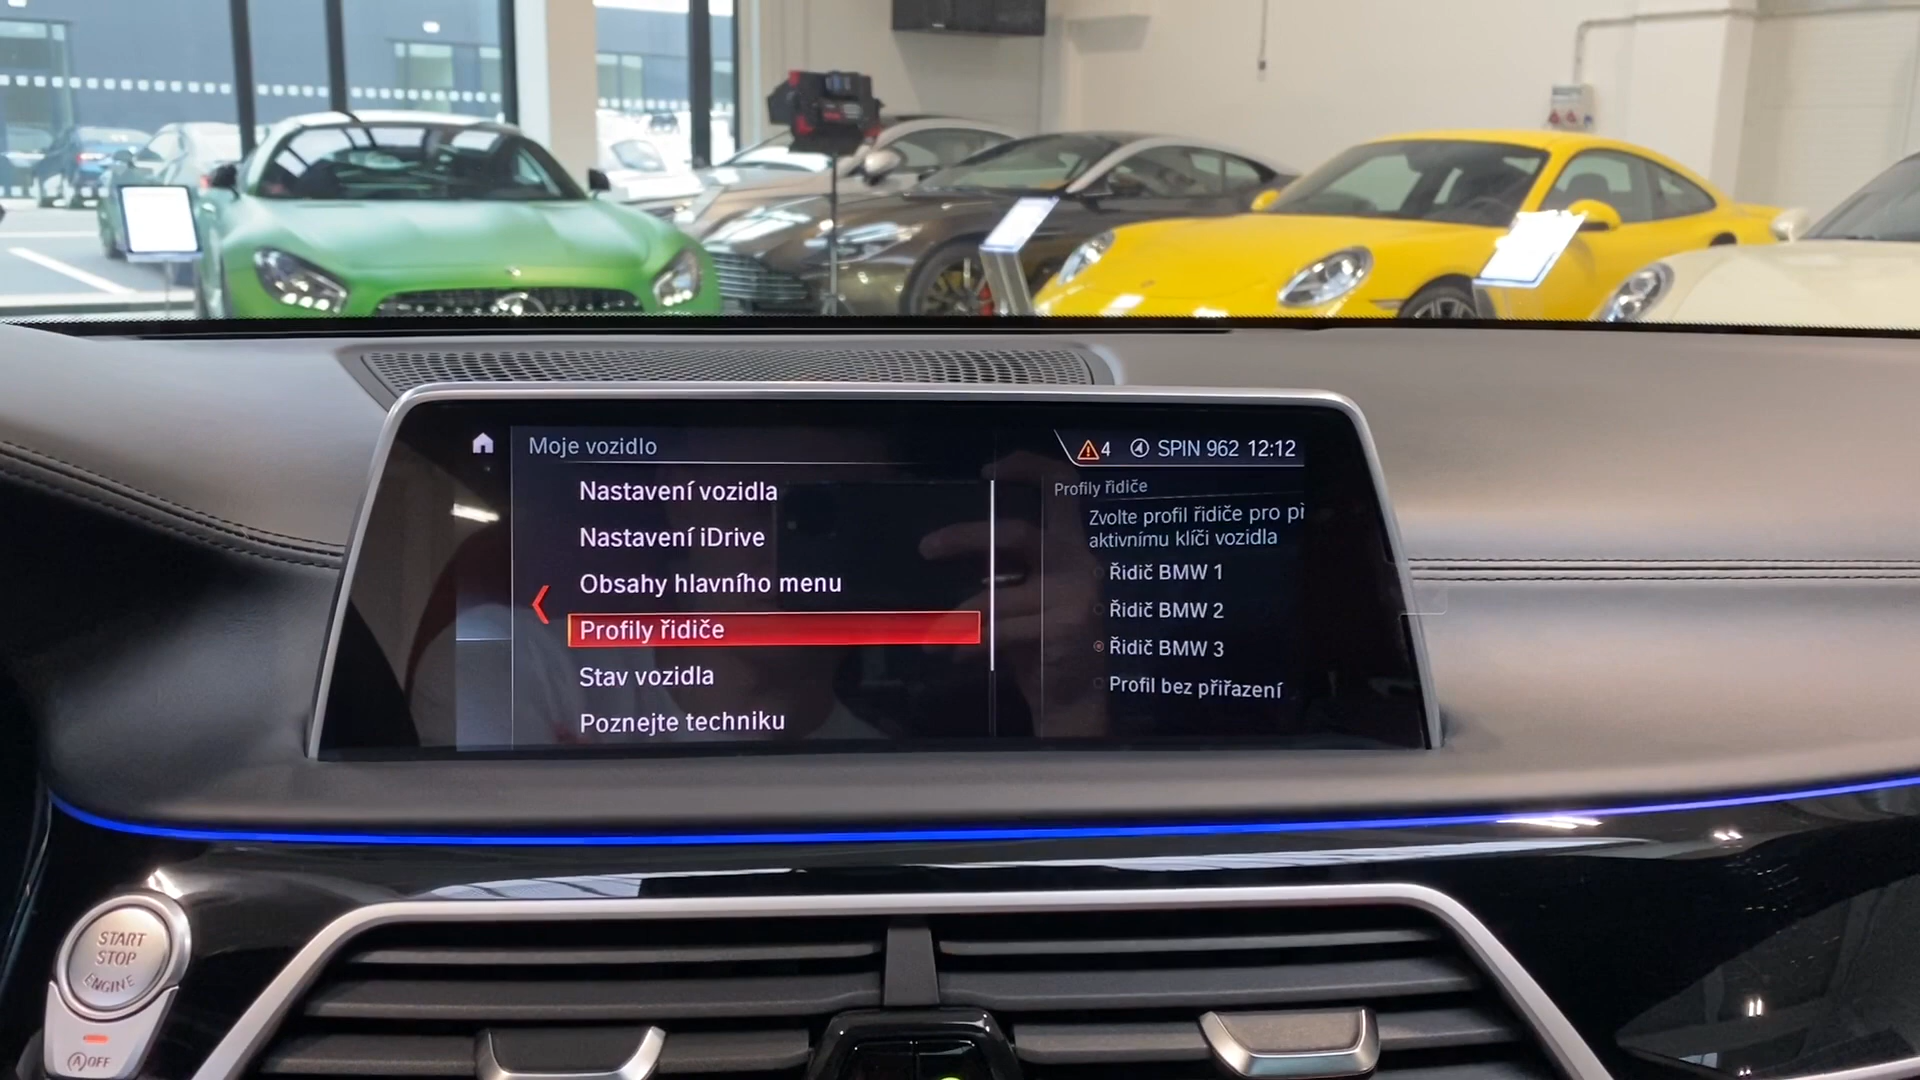 Moje vozidlo
4 SPIN 962 12:12
Nastavení vozidla
Nastavení iDrive
Obsahy hlavního menu
Profily řidiče
Stav vozidla
Poznejte techniku
Profily řidiče
Zvolte profil řidiče pro
aktivnímu klíči vozidla
Řidič BMW 1
Řidič BMW 2
Řidič BMW 3
Profil bez přiřazení
START
STOP
ENGINE
A OFF